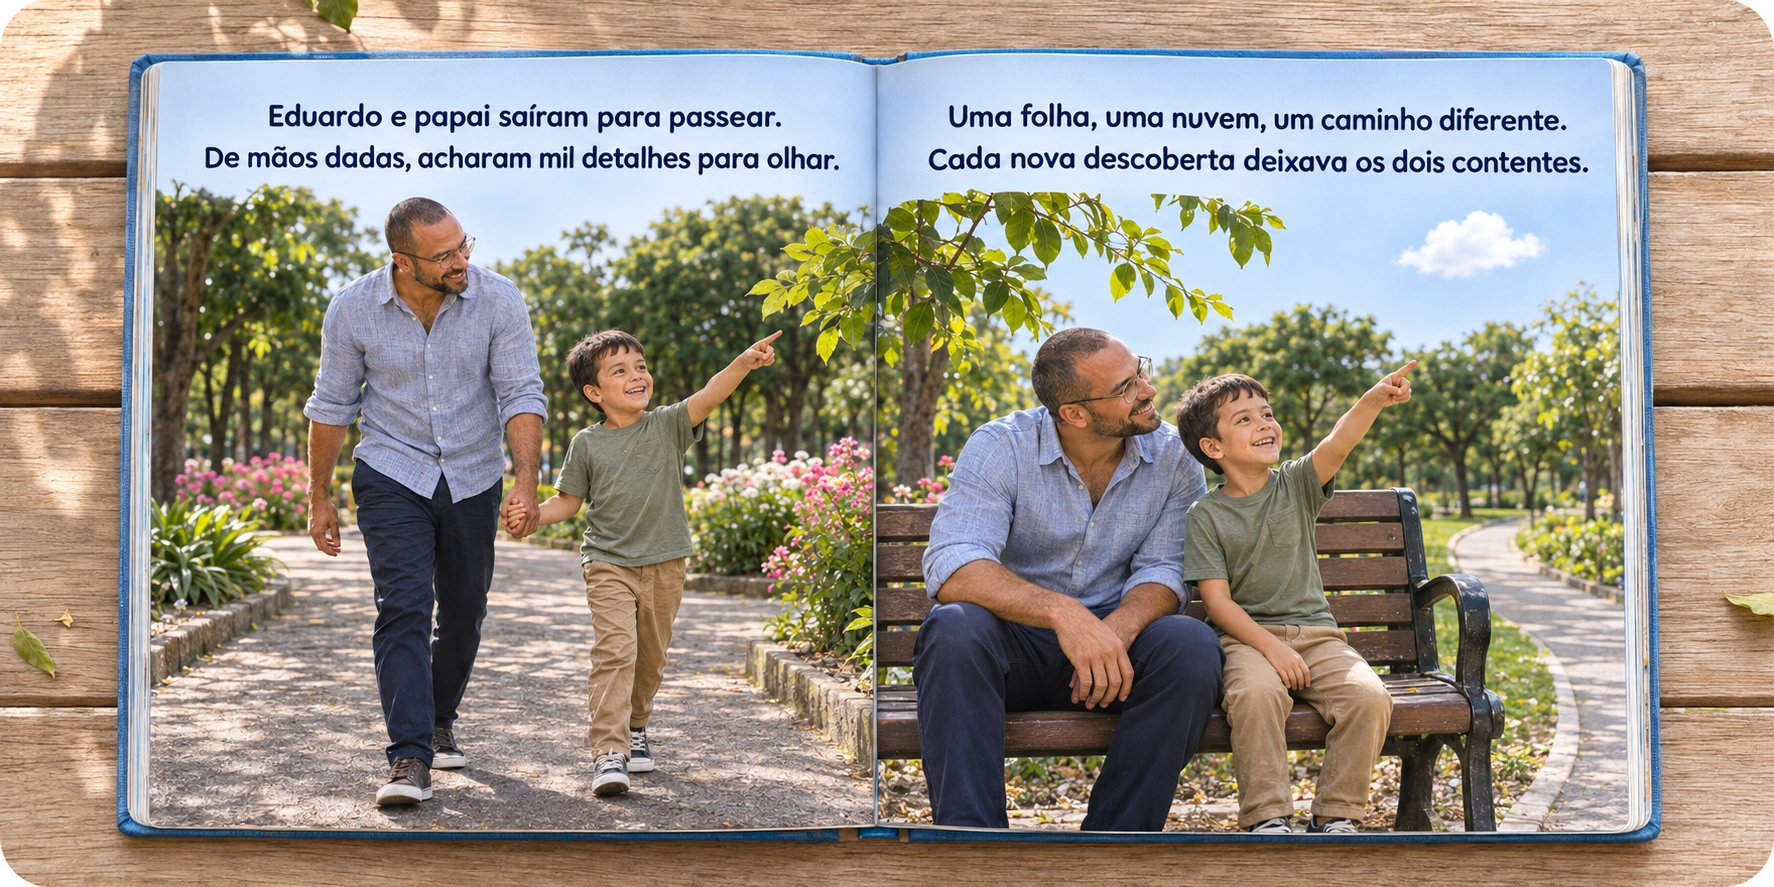 Eduardo e papai saíram para passear.
De mãos dadas, acharam mil detalhes para olhar.
Uma folha, uma nuvem, um caminho diferente.
Cada nova descoberta deixava os dois contentes.